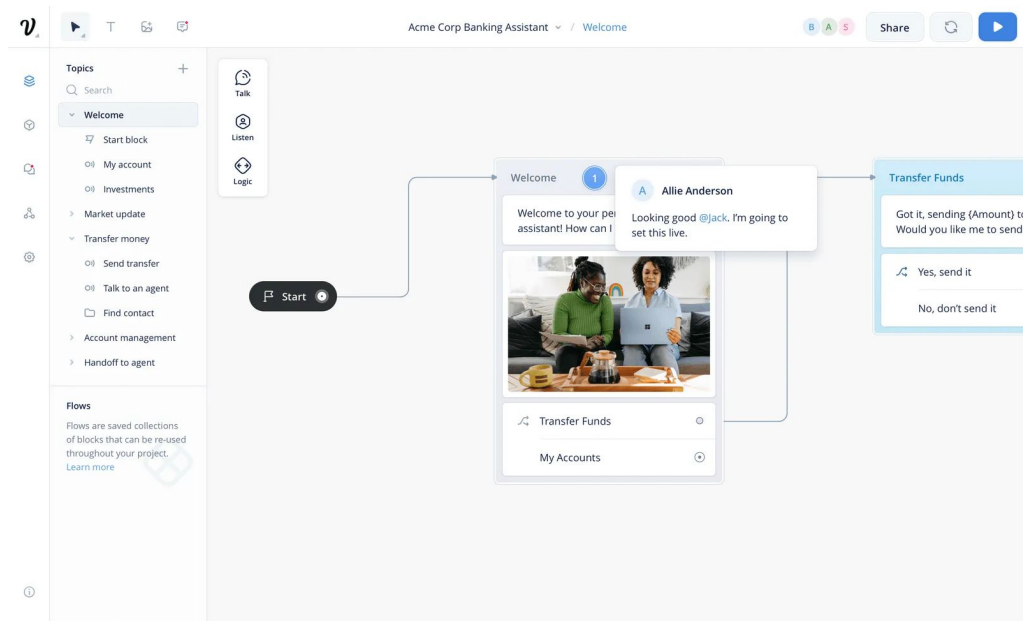 Acme Corp Banking Assistant / Welcome
B A S
Share
Topics
Search
Welcome
Start block
My account
Investments
Market update
Transfer money
Send transfer
Talk to an agent
Find contact
Account management
Handoff to agent
Flows
Flows are saved collections
of blocks that can be re-used
throughout your project.
Learn more
Talk
Listen
Logic
Start
Welcome
1
Welcome to your
assistant! How can I
A Allie Anderson
Looking good @Jack. I'm going to
set this live.
Transfer Funds
My Accounts
Transfer Funds
Got it, sending {Amount} to
Would you like me to send
Yes, send it
No, don't send it